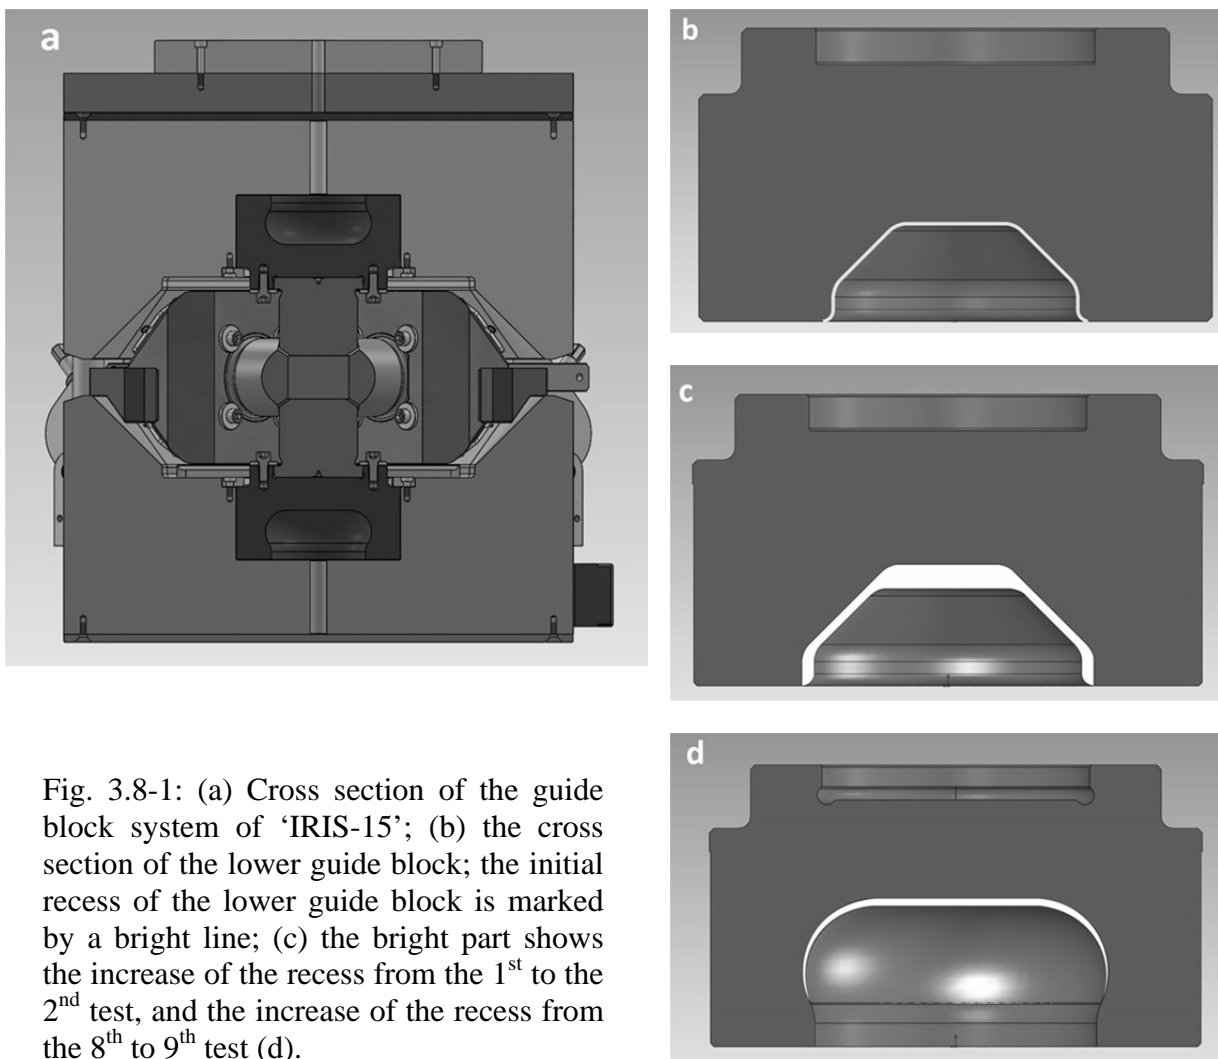 a
b
c
d
Fig. 3.8-1: (a) Cross section of the guide
block system of ‘IRIS-15’; (b) the cross
section of the lower guide block; the initial
recess of the lower guide block is marked
by a bright line; (c) the bright part shows
the increase of the recess from the 1st to the
2nd test, and the increase of the recess from
the 8th to 9th test (d).